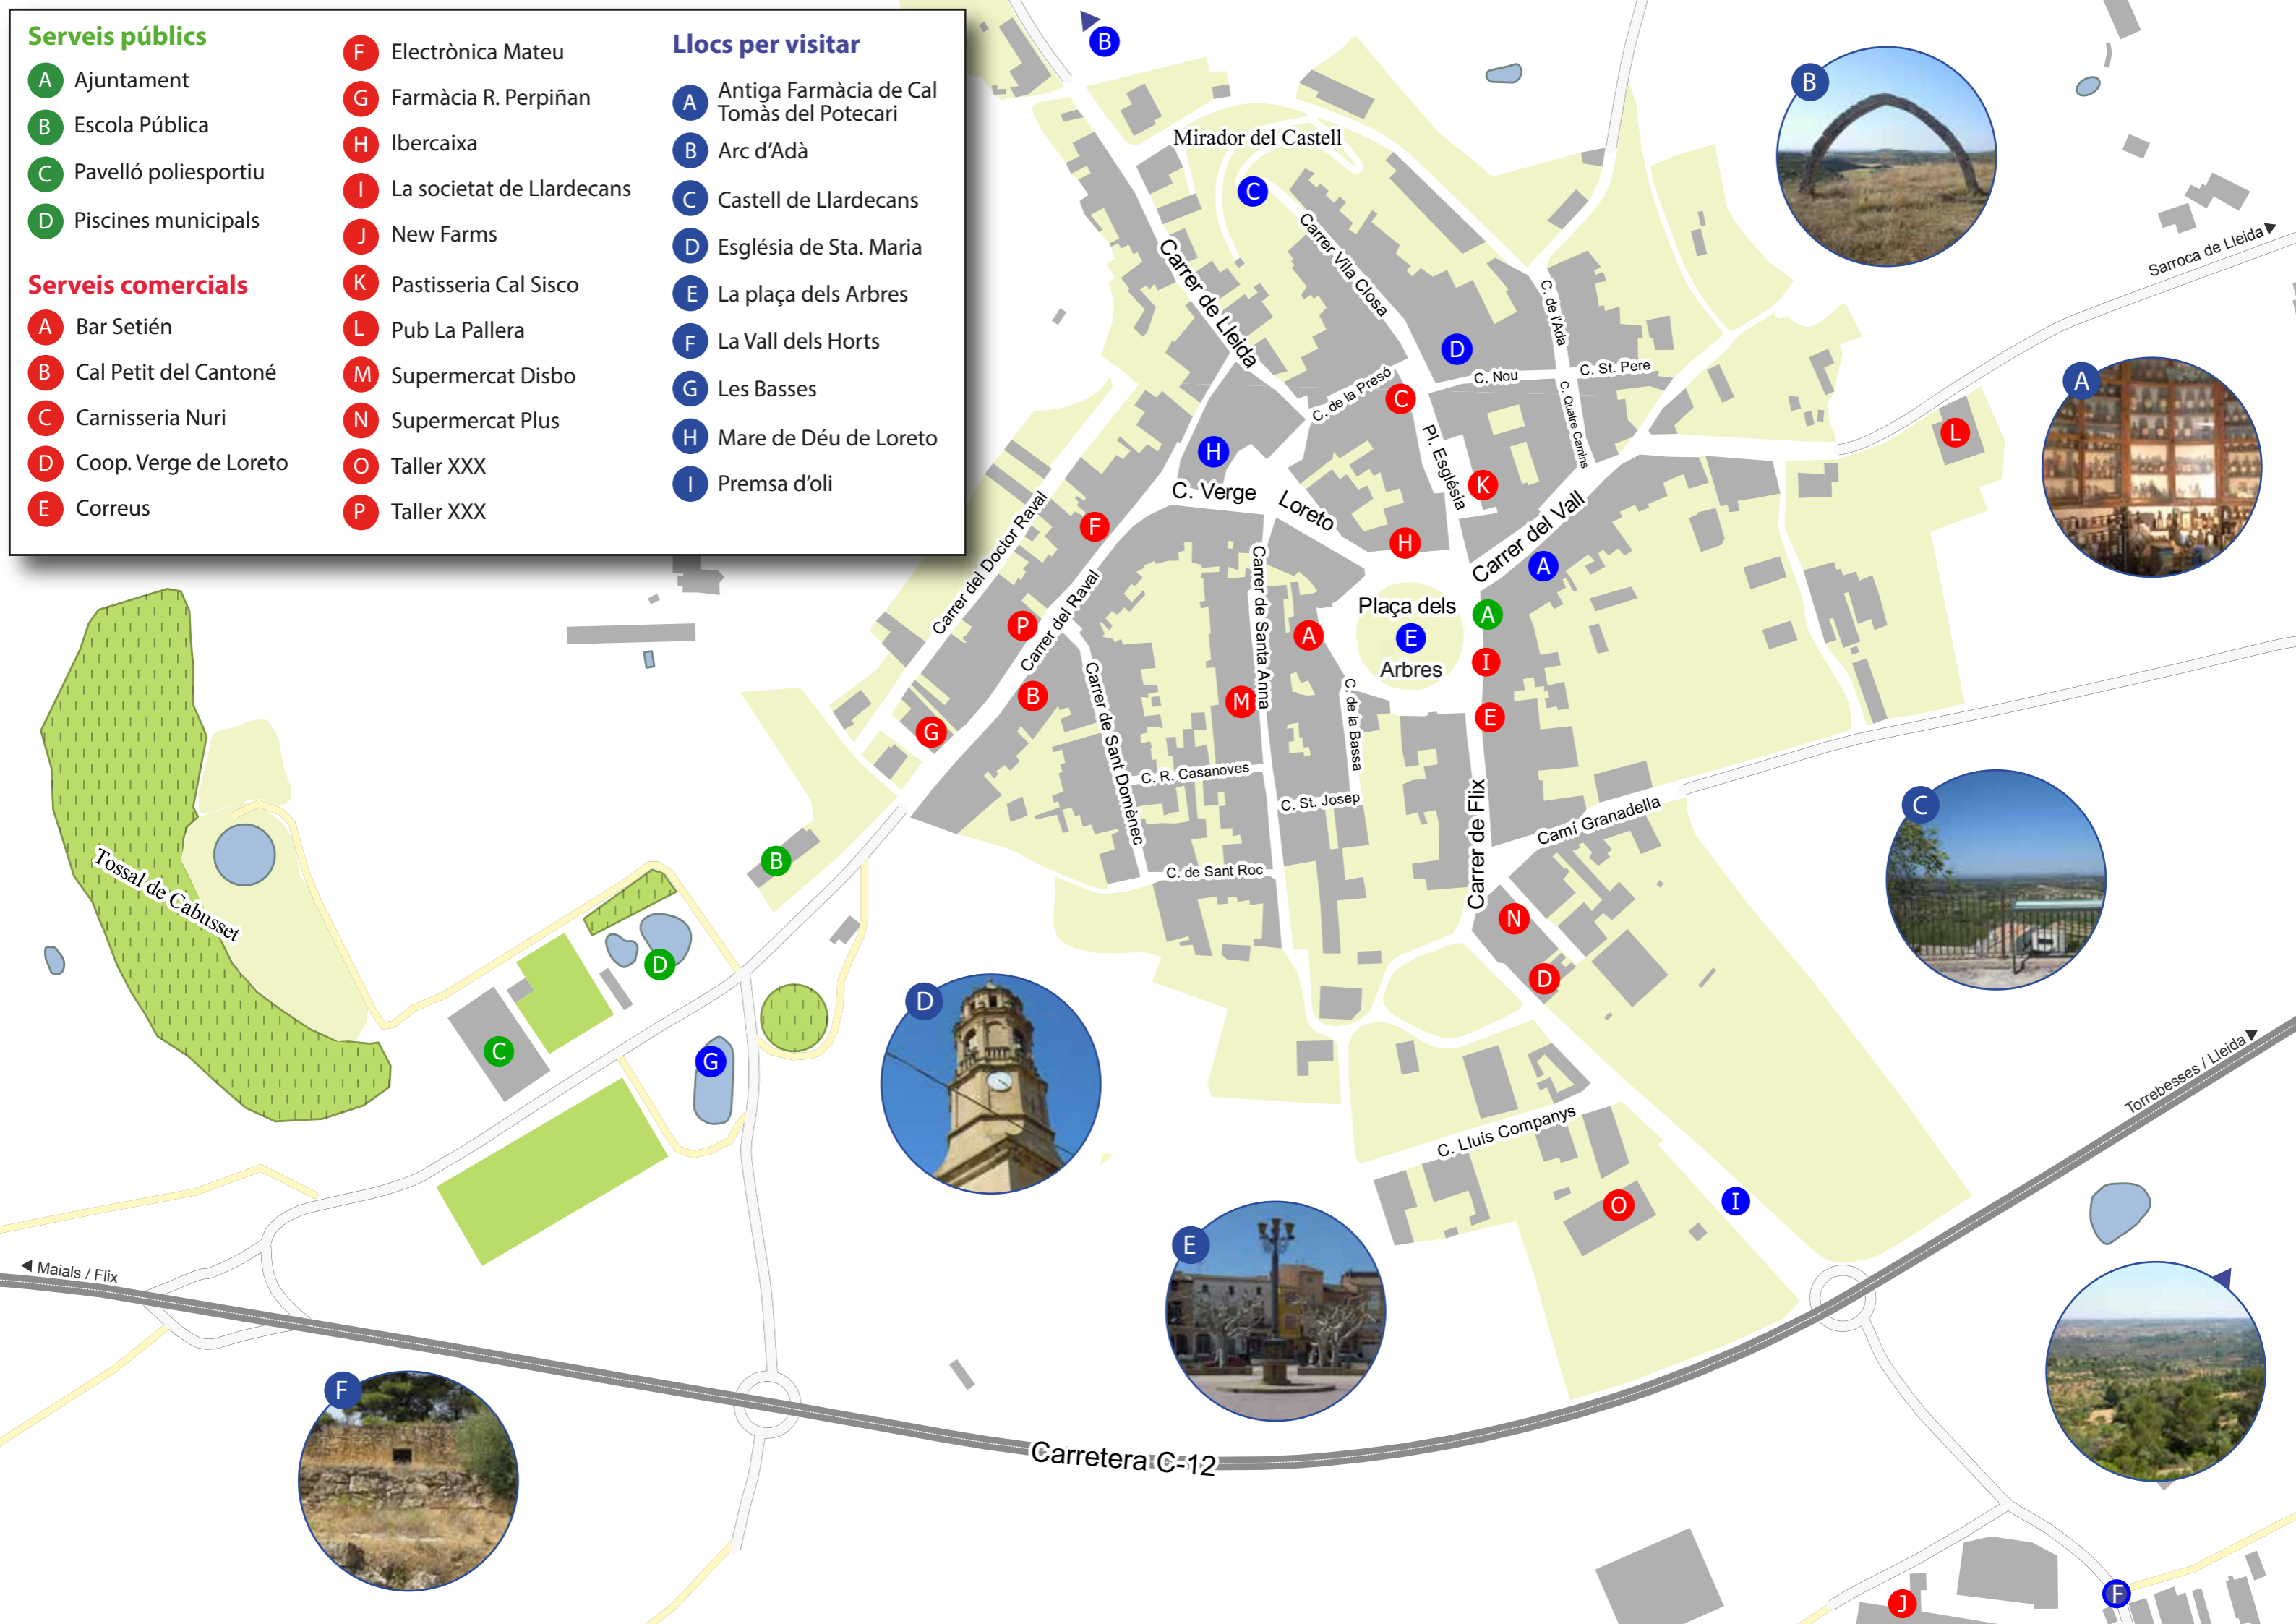 Serveis públics
A Ajuntament
B Escola Pública
C Pavelló poliesportiu
D Piscines municipals
Serveis comercials
A Bar Setién
B Cal Petit del Cantoné
C Carnisseria Nuri
D Coop. Verge de Loreto
E Correus
F Electrònica Mateu
G Farmàcia R. Perpiñan
H Ibercaixa
I La societat de Llardecans
J New Farms
K Pastisseria Cal Sisco
L Pub La Pallera
M Supermercat Disbo
N Supermercat Plus
O Taller XXX
P Taller XXX
Llocs per visitar
A Antiga Farmàcia de Cal
Tomàs del Potecari
B Arc d'Adà
C Castell de Llardecans
D Església de Sta. Maria
E La plaça dels Arbres
F La Vall dels Horts
G Les Basses
H Mare de Déu de Loreto
I Premsa d'oli
B
B
Mirador del Castell
C
Carrer Vila Closa
Carrer de Lleida
Sarroca de Lleida
C. de l'Ada
D
C. Nou
C. St. Pere
C. de la Presó
C
C. Quatre Camins
A
L
H
Pl. Església
K
C. Verge
Loreto
Carrer del Vall
F
H
A
Carrer del Doctor Raval
Carrer del Raval
Carrer de Santa Anna
Plaça dels
E
Arbres
A
P
A
I
B
M
E
G
C. de la Bassa
Carrer de Sant Domènec
C. R. Casanoves
C. St. Josep
Carrer de Flix
Camí Granadella
C
B
C. de Sant Roc
Tossal de Cabusset
N
D
D
D
C
G
Torrebesses / Lleida
C. Lluís Companys
O
I
E
Maials / Flix
F
Carretera C-12
J
F